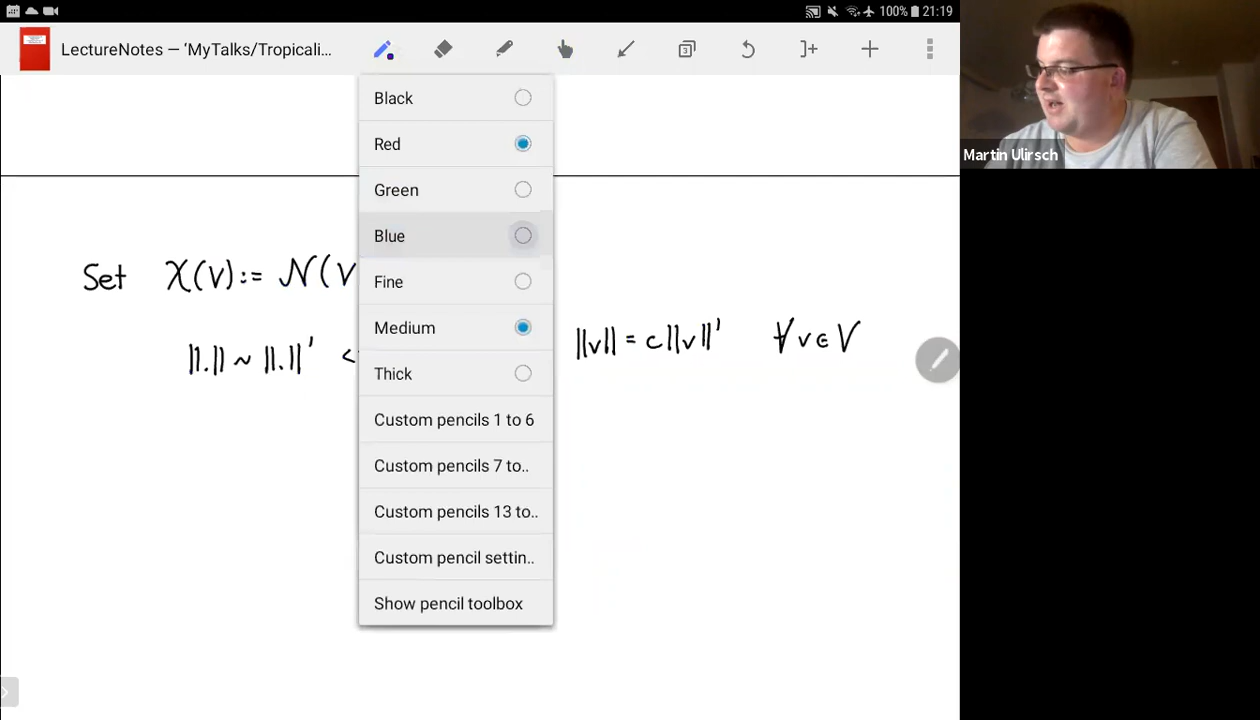 100% 21:19
LectureNotes — ‘MyTalks/Tropicali...
3
Black
Red
Green
Blue
Fine
Medium
Thick
Custom pencils 1 to 6
Custom pencils 7 to..
Custom pencils 13 to..
Custom pencil settin..
Show pencil toolbox
Set X(V) := N(V
||.|| ~ ||.||' <
||v|| = c||v||' ∀ v ∈ V
Martin Ulirsch